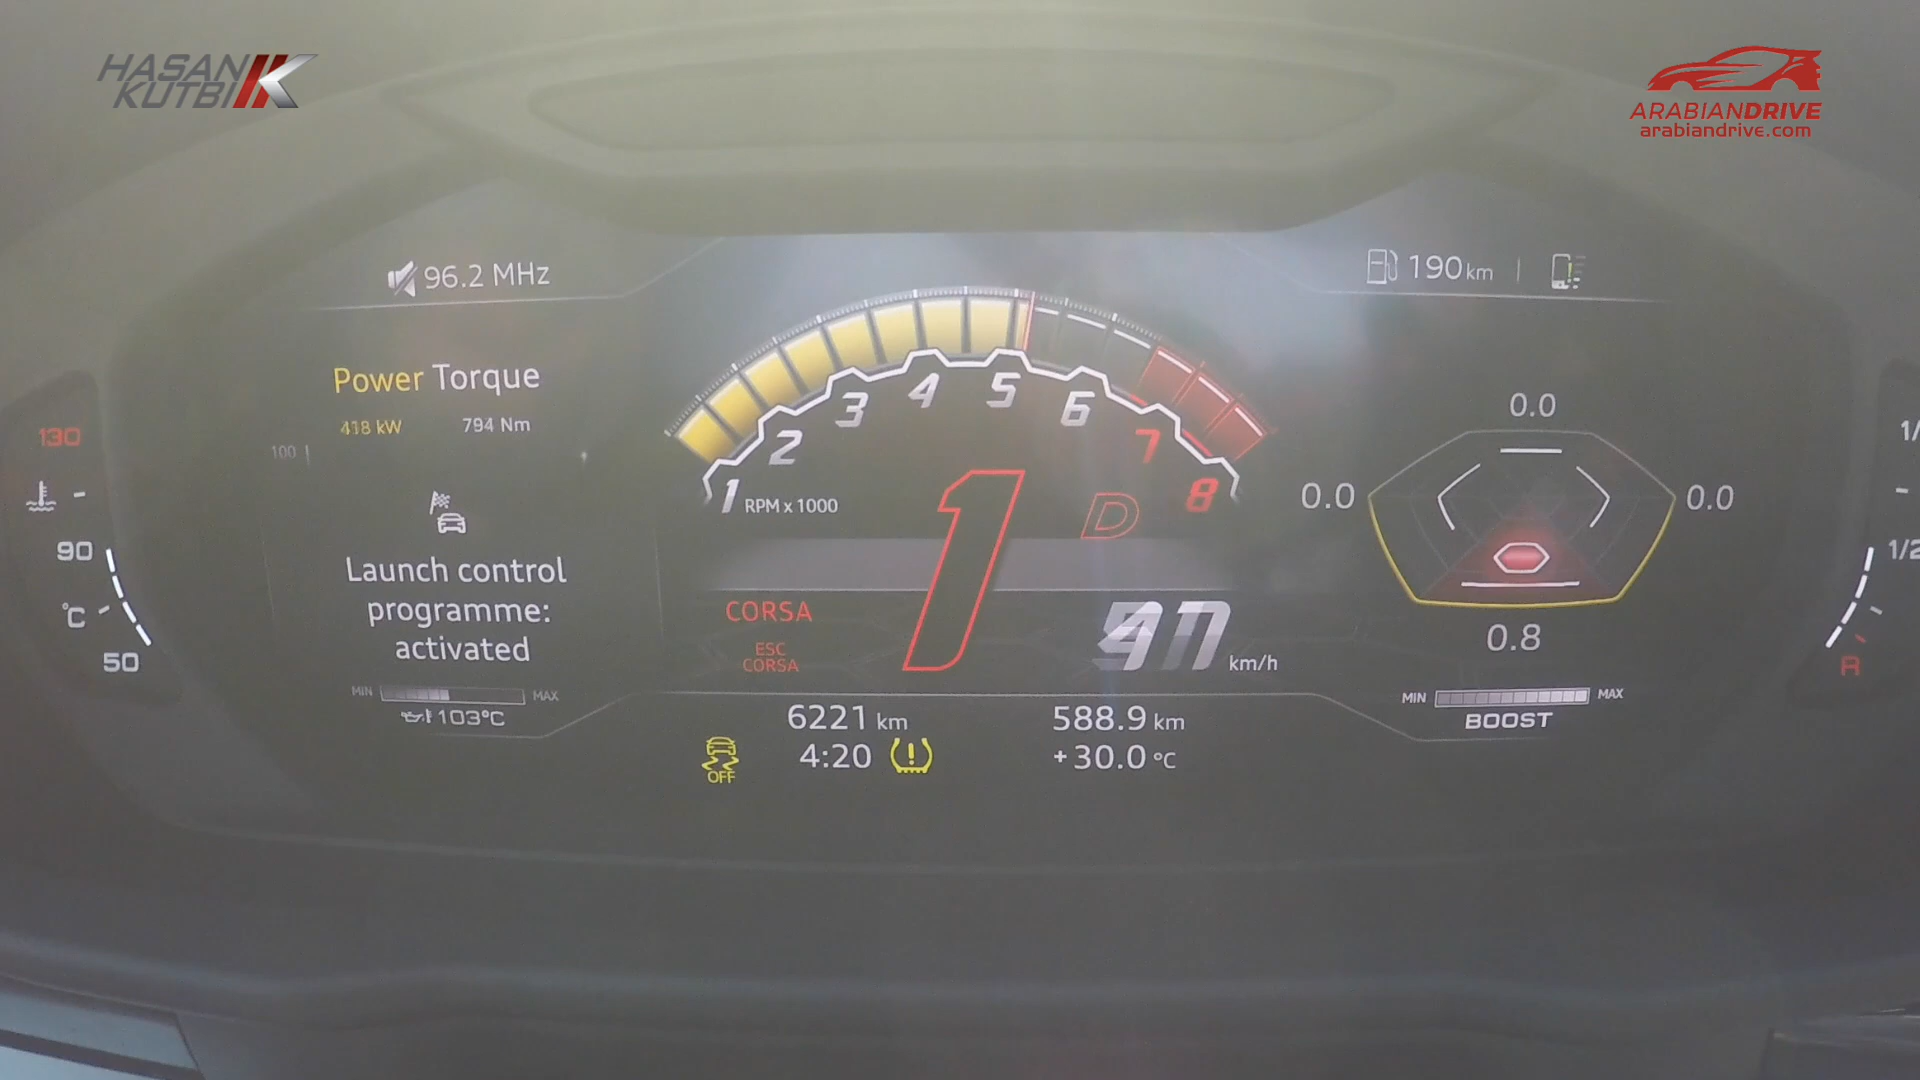 HASAN
KUTBI
ARABIANDRIVE
arabiandrive.com
96.2 MHz
190 km
Power Torque
418 kW 794 Nm
100
Launch control
programme:
activated
MIN MAX
103°C
130
90
°C
50
1 2 3 4 5 6 7 8
RPM x 1000
1 D
CORSA
ESC
CORSA
km/h
6221 km 588.9 km
OFF 4:20 +30.0 °C
0.0
0.0 0.0
0.8
MIN MAX
BOOST
1/2
R